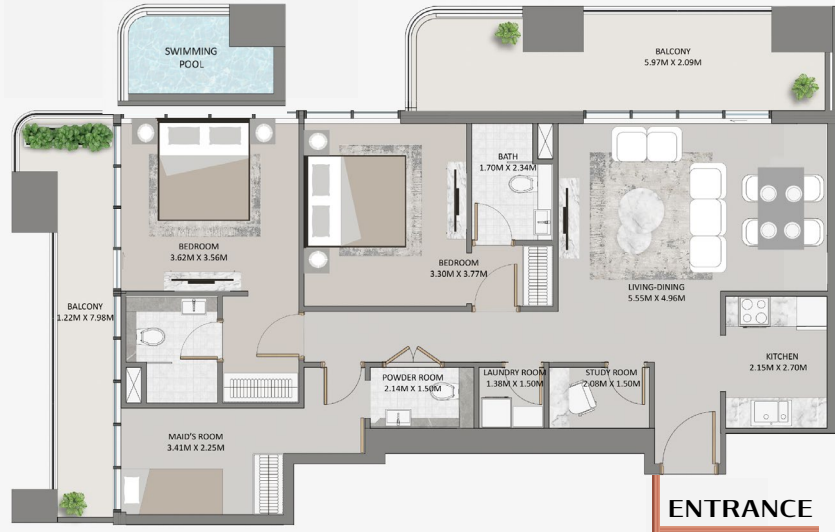 SWIMMING
POOL
BALCONY
5.97M X 2.09M
BATH
1.70M X 2.34M
BEDROOM
3.62M X 3.56M
BEDROOM
3.30M X 3.77M
LIVING-DINING
5.55M X 4.96M
BALCONY
1.22M X 7.98M
KITCHEN
2.15M X 2.70M
POWDER ROOM
2.14M X 1.50M
LAUNDRY ROOM
1.38M X 1.50M
STUDY ROOM
2.08M X 1.50M
MAID'S ROOM
3.41M X 2.25M
ENTRANCE